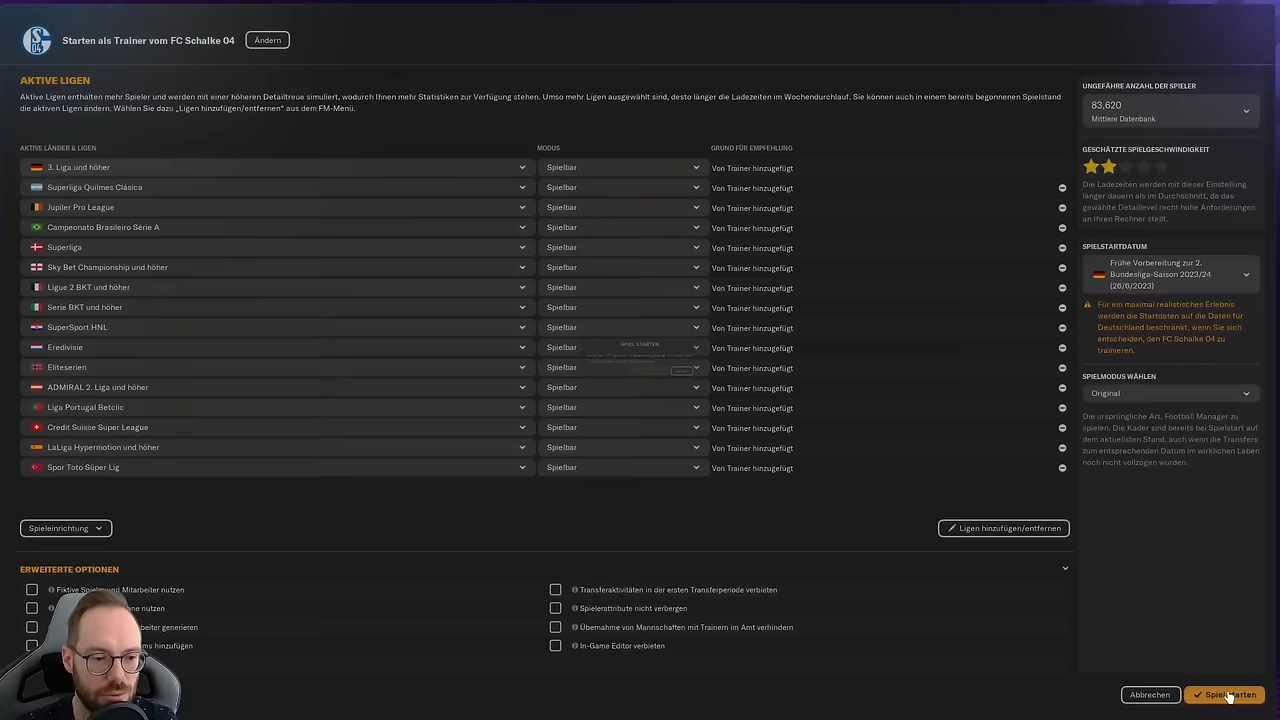 S 04
Starten als Trainer vom FC Schalke 04
Ändern
AKTIVE LIGEN
Aktive Ligen enthalten mehr Spieler und werden mit einer höheren Detailtreue simuliert, wodurch Ihnen mehr Statistiken zur Verfügung stehen. Umso mehr Ligen ausgewählt sind, desto länger die Ladezeiten im Wochendurchlauf. Sie können auch in einem bereits begonnenen Spielstand
die aktiven Ligen ändern. Wählen Sie dazu „Ligen hinzufügen/entfernen" aus dem FM-Menü.
AKTIVE LÄNDER & LIGEN MODUS GRUND FÜR EMPFEHLUNG
3. Liga und höher Spielbar Von Trainer hinzugefügt
Superliga Quilmes Clásica Spielbar Von Trainer hinzugefügt
Jupiler Pro League Spielbar Von Trainer hinzugefügt
Campeonato Brasileiro Série A Spielbar Von Trainer hinzugefügt
Superliga Spielbar Von Trainer hinzugefügt
Sky Bet Championship und höher Spielbar Von Trainer hinzugefügt
Ligue 2 BKT und höher Spielbar Von Trainer hinzugefügt
Serie BKT und höher Spielbar Von Trainer hinzugefügt
SuperSport HNL Spielbar Von Trainer hinzugefügt
SPIEL STARTEN
Eredivisie Spielbar Von Trainer hinzugefügt
Eliteserien Spielbar Von Trainer hinzugefügt
ADMIRAL 2. Liga und höher Spielbar Von Trainer hinzugefügt
Liga Portugal Betclic Spielbar Von Trainer hinzugefügt
Credit Suisse Super League Spielbar Von Trainer hinzugefügt
LaLiga Hypermotion und höher Spielbar Von Trainer hinzugefügt
Spor Toto Süper Lig Spielbar Von Trainer hinzugefügt
Spieleinrichtung
Ligen hinzufügen/entfernen
ERWEITERTE OPTIONEN
Fiktive und Mitarbeiter nutzen
Transferaktivitäten in der ersten Transferperiode verbieten
nutzen
Spielerattribute nicht verbergen
generieren
Übernahme von Mannschaften mit Trainern im Amt verhindern
hinzufügen
In-Game Editor verbieten
UNGEFÄHRE ANZAHL DER SPIELER
83,620
Mittlere Datenbank
GESCHÄTZTE SPIELGESCHWINDIGKEIT
Die Ladezeiten werden mit dieser Einstellung
länger dauern als im Durchschnitt, da das
gewählte Detaillevel recht hohe Anforderungen
an Ihren Rechner stellt.
SPIELSTARTDATUM
Frühe Vorbereitung zur 2.
Bundesliga-Saison 2023/24
(26/6/2023)
Für ein maximal realistisches Erlebnis
werden die Startdaten auf die Daten für
Deutschland beschränkt, wenn Sie sich
entscheiden, den FC Schalke 04 zu
trainieren.
SPIELMODUS WÄHLEN
Original
Die ursprüngliche Art, Football Manager zu
spielen. Die Kader sind bereits bei Spielstart auf
dem aktuellsten Stand, auch wenn die Transfers
zum entsprechenden Datum im wirklichen Leben
noch nicht vollzogen wurden.
Abbrechen
Spiel starten